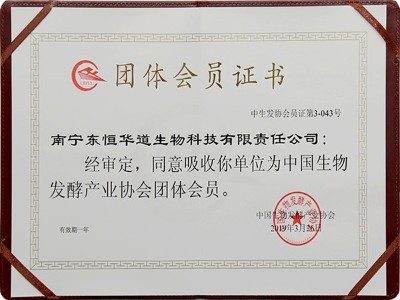 团体会员证书
中生发协会员证第3-043号
南宁东恒华道生物科技有限责任公司：
经审定，同意吸收你单位为中国生物
发酵产业协会团体会员。
中国生物发酵产业协会
有效期一年
2019年3月26日